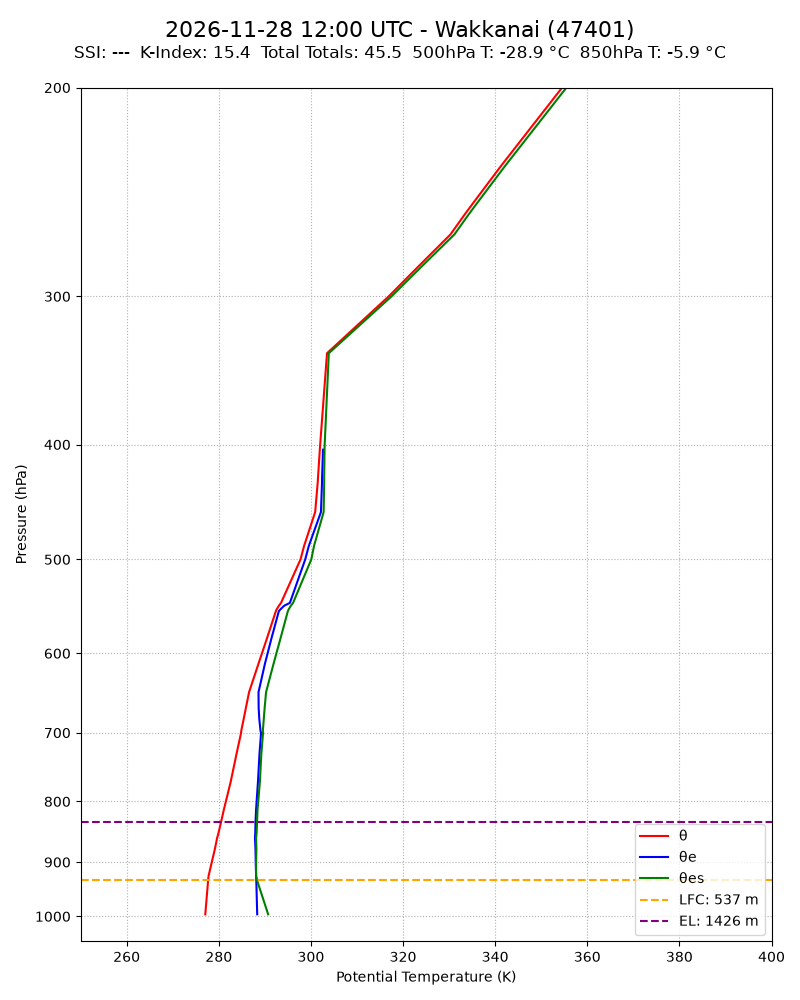 2026-11-28 12:00 UTC - Wakkanai (47401)
SSI: ---  K-Index: 15.4  Total Totals: 45.5  500hPa T: -28.9 °C  850hPa T: -5.9 °C
200
300
400
500
600
700
800
900
1000
Pressure (hPa)
θ
θe
θes
LFC: 537 m
EL: 1426 m
260 280 300 320 340 360 380 400
Potential Temperature (K)